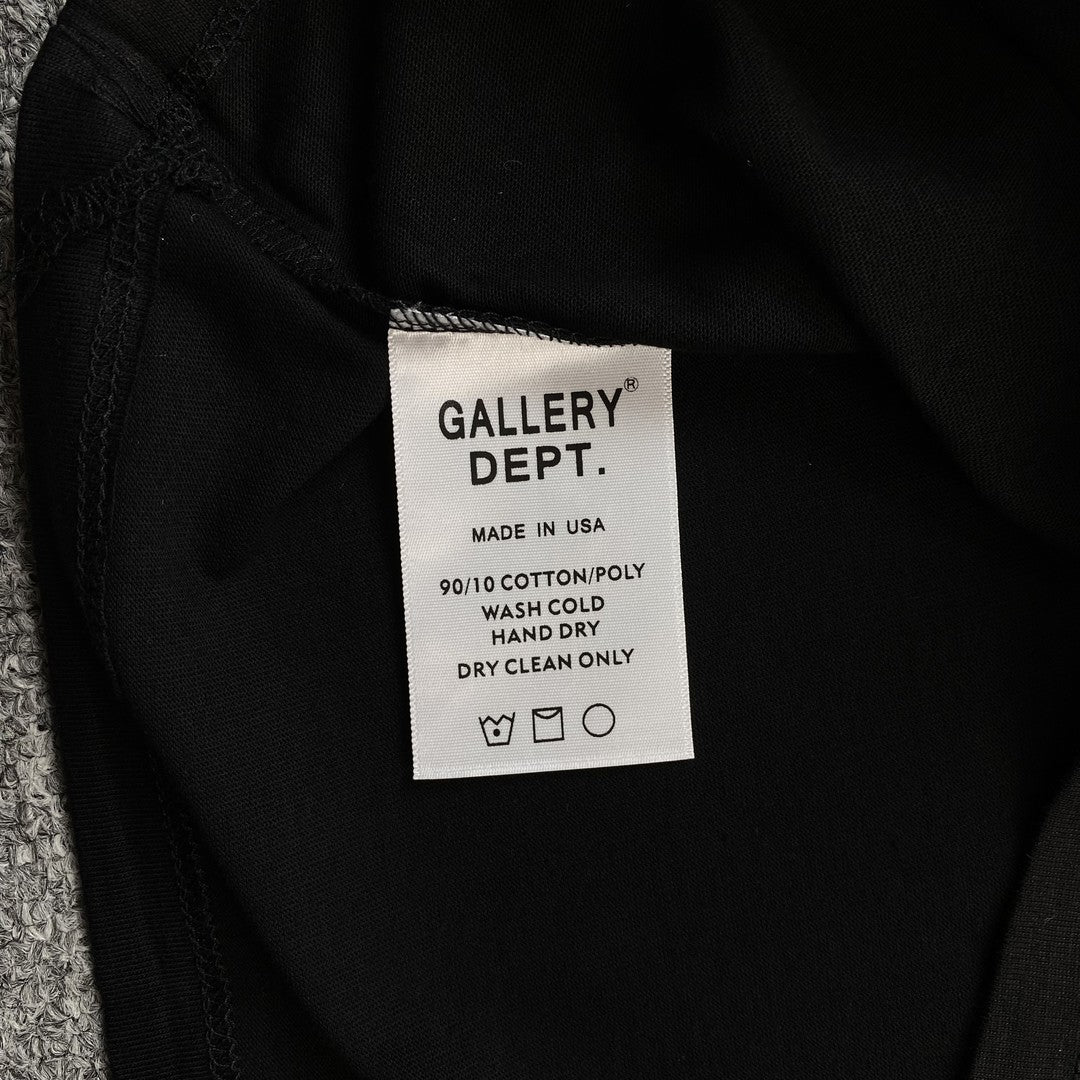 GALLERY®
DEPT.
MADE IN USA
90/10 COTTON/POLY
WASH COLD
HAND DRY
DRY CLEAN ONLY